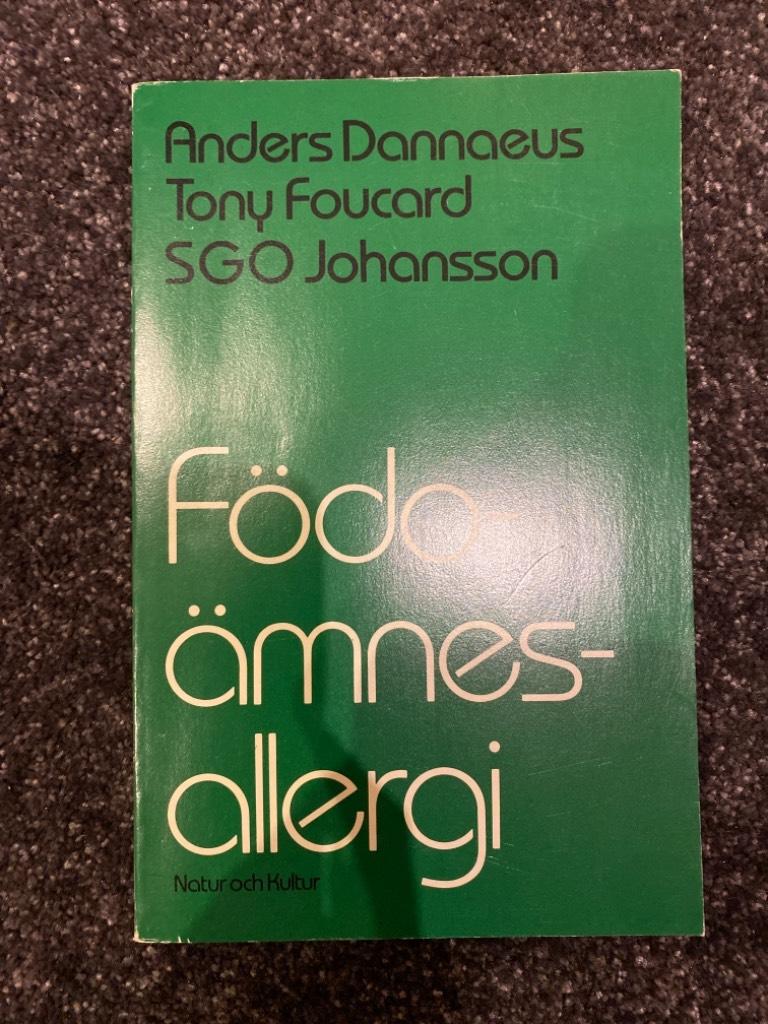 Anders Dannaeus
Tony Foucard
SGO Johansson
Födo-
ämnes-
allergi
Natur och Kultur